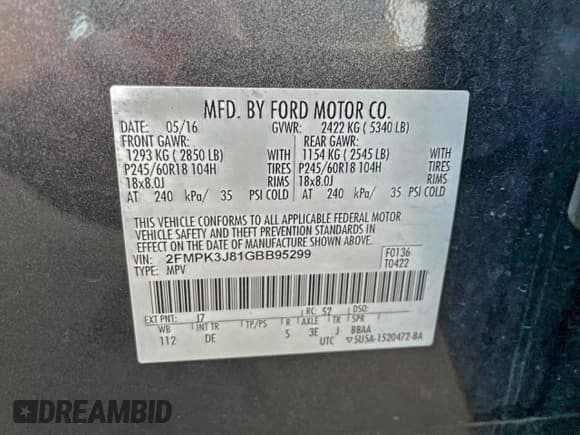 MFD. BY FORD MOTOR CO.
DATE: 05/16 GVWR: 2422 KG ( 5340 LB)
FRONT GAWR: REAR GAWR:
1293 KG ( 2850 LB) WITH 1154 KG ( 2545 LB) WITH
P245/60R18 104H TIRES P245/60R18 104H TIRES
18x8.0J RIMS 18x8.0J RIMS
AT 240 kPa/ 35 PSI COLD AT 240 kPa/ 35 PSI COLD
THIS VEHICLE CONFORMS TO ALL APPLICABLE FEDERAL MOTOR
VEHICLE SAFETY AND THEFT PREVENTION STANDARDS IN
EFFECT ON THE DATE OF MANUFACTURE SHOWN ABOVE.
VIN: 2FMPK3J81GBB95299 F0136
TYPE: MPV T0422
EXT PNT: J7 RC: 52 DSO:
WB INT TR TP/PS R AXLE TR SPR
112 DE 5 3E J BBAA
UTC 5U5A-1520472-BA
DREAMBID